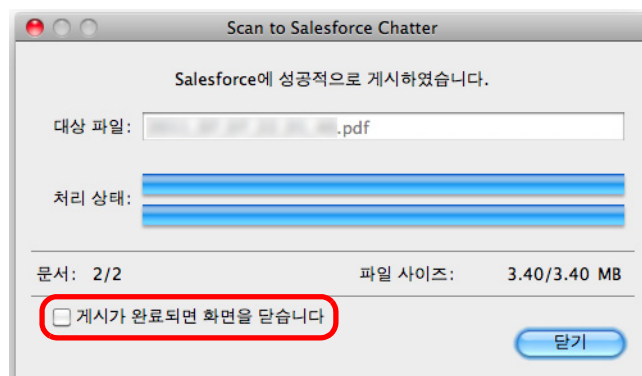 Scan to Salesforce Chatter
Salesforce에 성공적으로 게시하였습니다.
대상 파일: .pdf
처리 상태:
문서: 2/2 파일 사이즈: 3.40/3.40 MB
게시가 완료되면 화면을 닫습니다
닫기